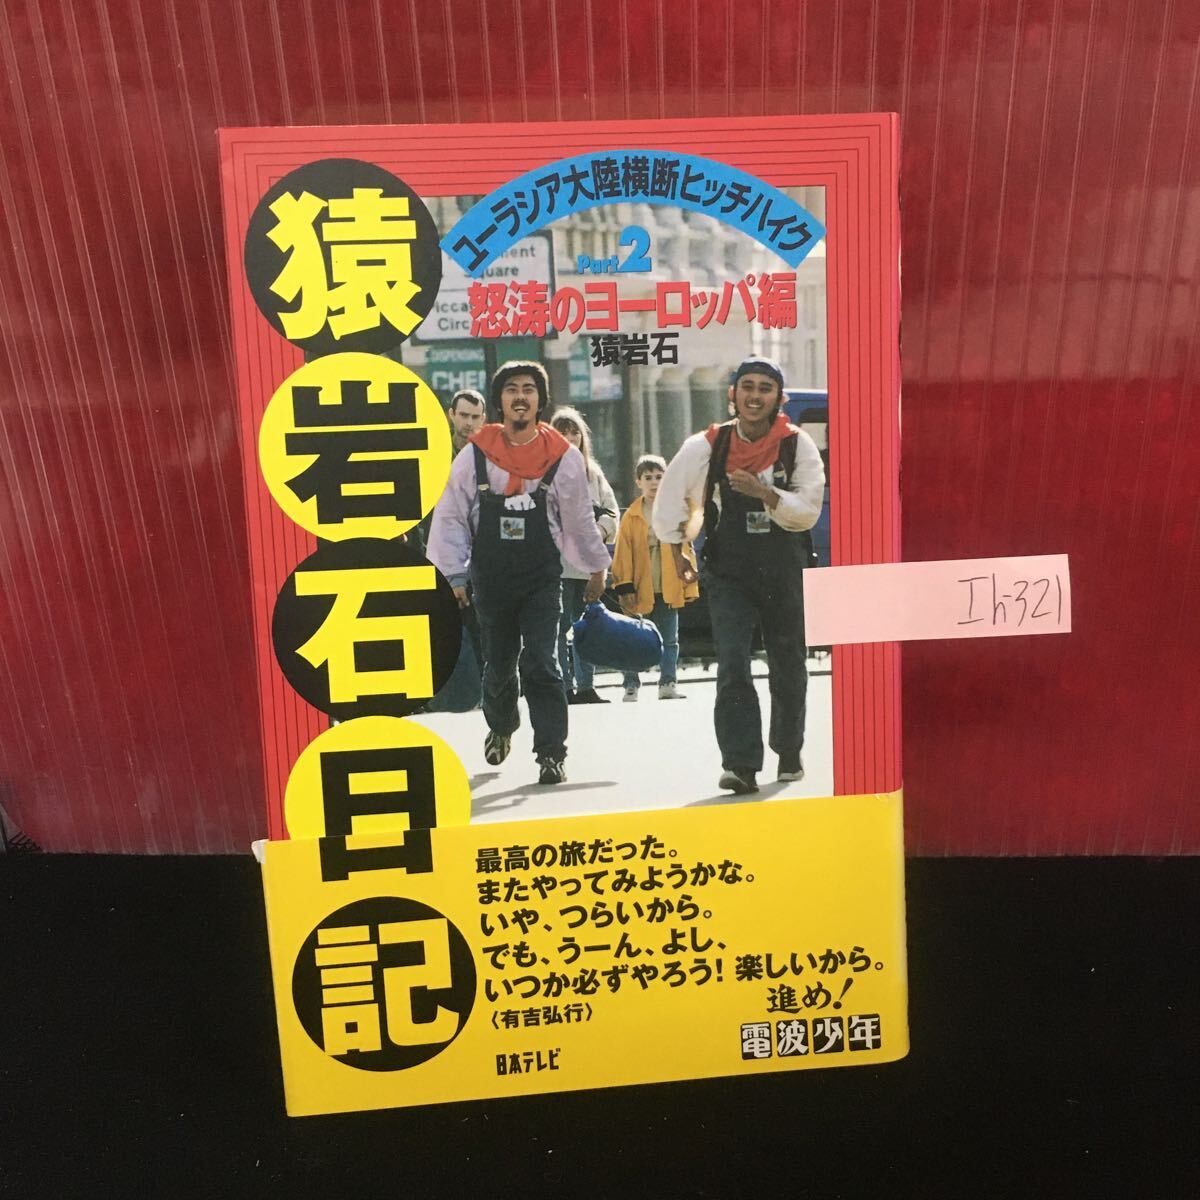 ユーラシア大陸横断ヒッチハイク
Part2
怒涛のヨーロッパ編
猿岩石
猿岩石日記
ment
quare
icca
Circ
DISPENSING
CHE
Ih-321
最高の旅だった。
またやってみようかな。
いや、つらいから。
でも、うーん、よし、
いつか必ずやろう！楽しいから。
〈有吉弘行〉
進め！
電波少年
日本テレビ